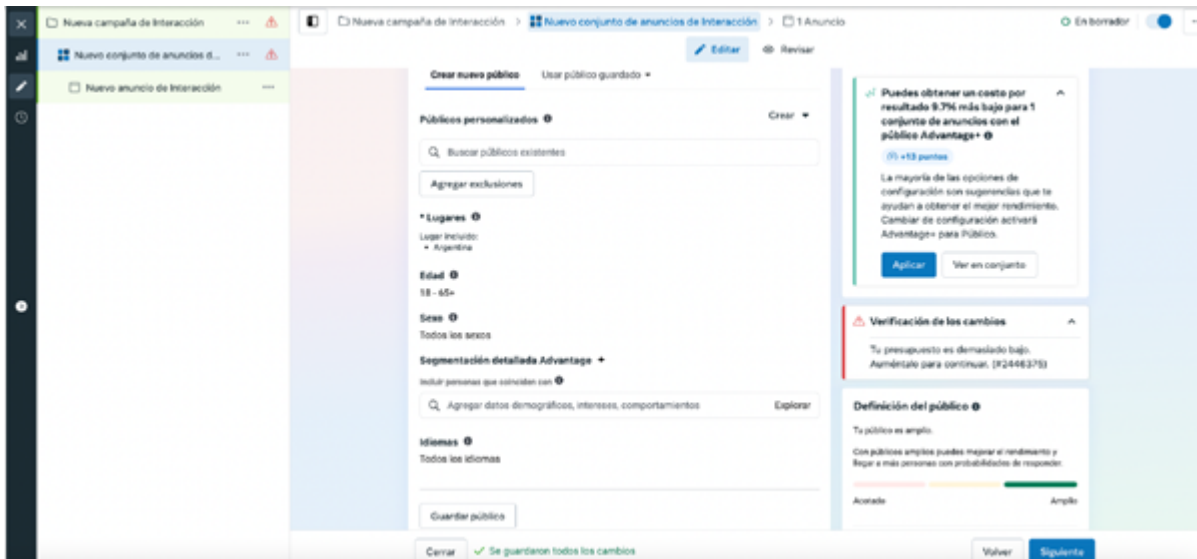 Nueva campaña de Interacción
Nuevo conjunto de anuncios d...
Nuevo anuncio de Interacción
Nueva campaña de Interacción > Nuevo conjunto de anuncios de Interacción > 1 Anuncio
En borrador
Editar
Revisar
Crear nuevo público
Usar público guardado
Públicos personalizados
Crear
Buscar públicos existentes
Agregar exclusiones
* Lugares
Lugar incluido:
• Argentina
Edad
18 - 65+
Sexo
Todos los sexos
Segmentación detallada Advantage +
Incluir personas que coinciden con
Agregar datos demográficos, intereses, comportamientos
Explorar
Idiomas
Todos los idiomas
Guardar público
Puedes obtener un costo por
resultado 9.7% más bajo para 1
conjunto de anuncios con el
público Advantage+
+13 puntos
La mayoría de las opciones de
configuración son sugerencias que te
ayudan a obtener el mejor rendimiento.
Cambiar de configuración activará
Advantage+ para Público.
Aplicar
Ver en conjunto
Verificación de los cambios
Tu presupuesto es demasiado bajo.
Auméntalo para continuar. (#2446375)
Definición del público
Tu público es amplio.
Con públicos amplios puedes mejorar el rendimiento y
llegar a más personas con probabilidades de responder.
Acotado
Amplio
Cerrar
Se guardaron todos los cambios
Volver
Siguiente